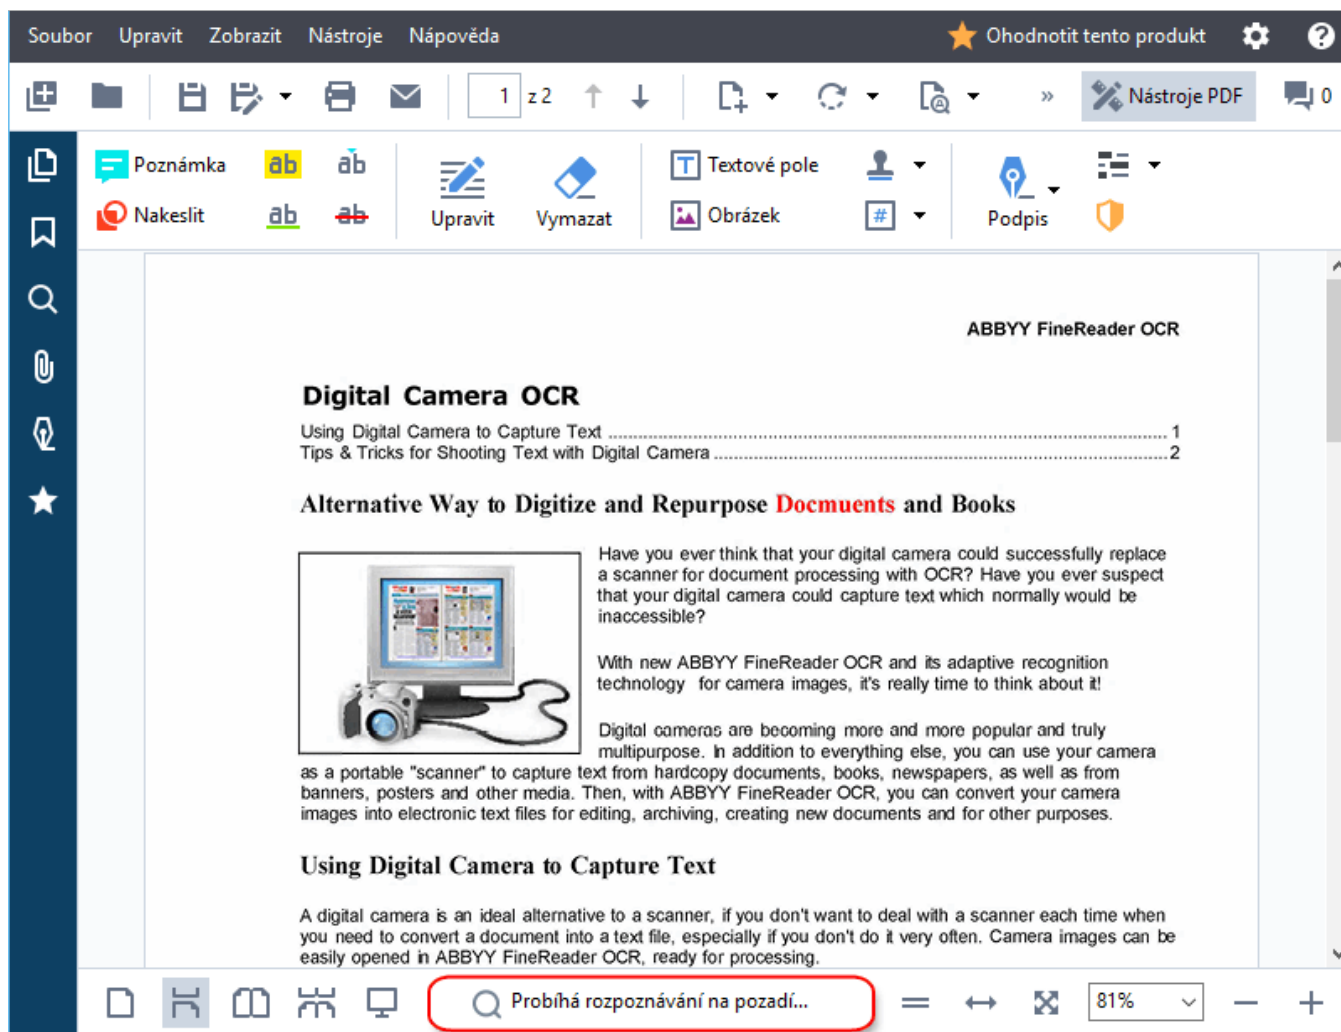 Soubor Upravit Zobrazit Nástroje Nápověda Ohodnotit tento produkt
1 z 2 Nástroje PDF 0
Poznámka ab ab Upravit Vymazat Textové pole Podpis
Nakeslit ab ab Obrázek #
ABBYY FineReader OCR
Digital Camera OCR
Using Digital Camera to Capture Text 1
Tips & Tricks for Shooting Text with Digital Camera 2
Alternative Way to Digitize and Repurpose Docmuents and Books
Have you ever think that your digital camera could successfully replace
a scanner for document processing with OCR? Have you ever suspect
that your digital camera could capture text which normally would be
inaccessible?
With new ABBYY FineReader OCR and its adaptive recognition
technology for camera images, it's really time to think about it!
Digital cameras are becoming more and more popular and truly
multipurpose. In addition to everything else, you can use your camera
as a portable "scanner" to capture text from hardcopy documents, books, newspapers, as well as from
banners, posters and other media. Then, with ABBYY FineReader OCR, you can convert your camera
images into electronic text files for editing, archiving, creating new documents and for other purposes.
Using Digital Camera to Capture Text
A digital camera is an ideal alternative to a scanner, if you don't want to deal with a scanner each time when
you need to convert a document into a text file, especially if you don't do it very often. Camera images can be
easily opened in ABBYY FineReader OCR, ready for processing.
Probíhá rozpoznávání na pozadí... 81%